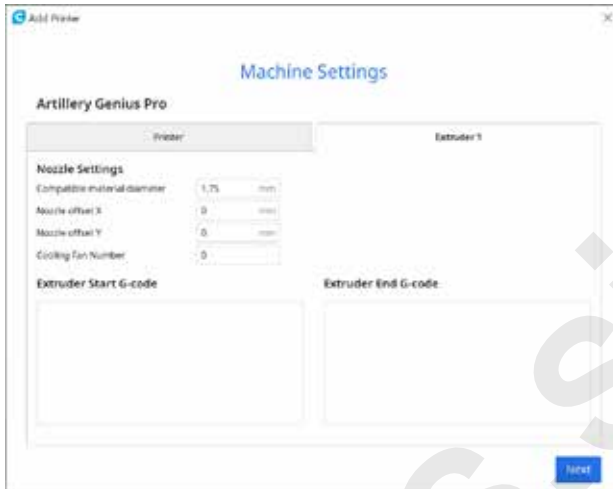 Add Printer
Machine Settings
Artillery Genius Pro
Printer
Extruder 1
Nozzle Settings
Compatible material diameter 1.75 mm
Nozzle offset X 0 mm
Nozzle offset Y 0 mm
Cooling Fan Number 0
Extruder Start G-code
Extruder End G-code
Next